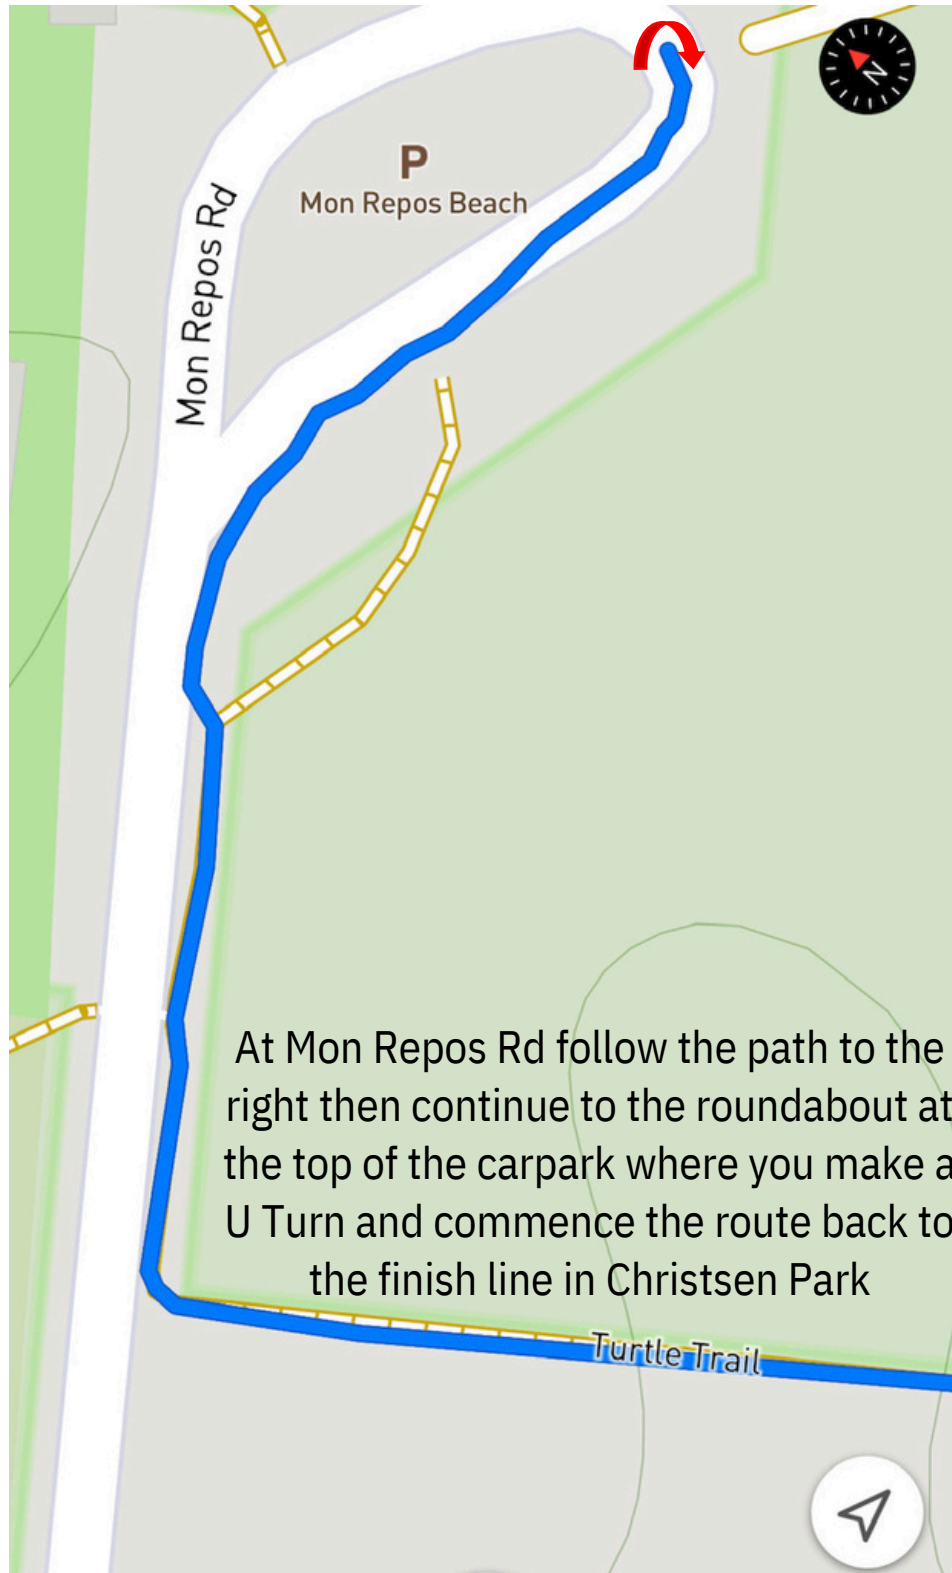 N
P
Mon Repos Beach
Mon Repos Rd
At Mon Repos Rd follow the path to the
right then continue to the roundabout at
the top of the carpark where you make a
U Turn and commence the route back to
the finish line in Christsen Park
Turtle Trail